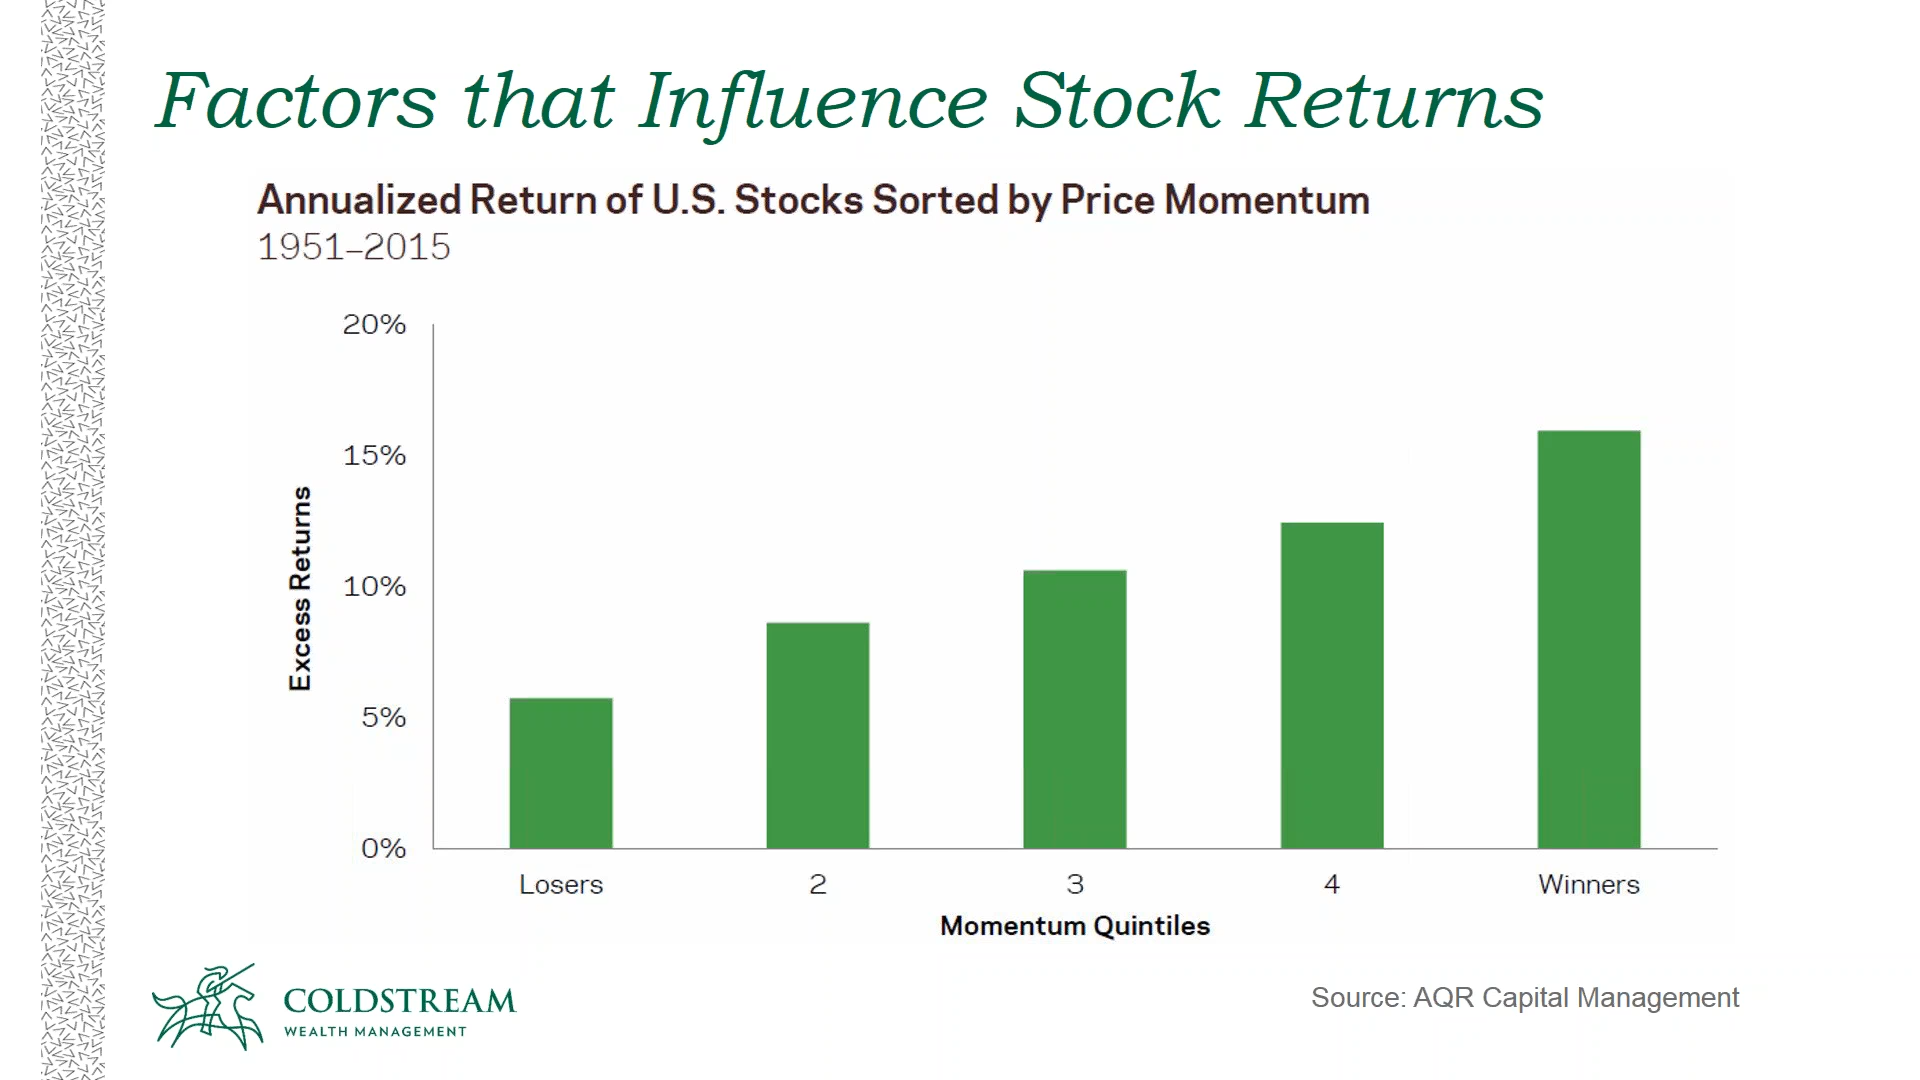 Factors that Influence Stock Returns
Annualized Return of U.S. Stocks Sorted by Price Momentum
1951–2015
20%
15%
10%
5%
0%
Excess Returns
Losers
2
3
4
Winners
Momentum Quintiles
COLDSTREAM
WEALTH MANAGEMENT
Source: AQR Capital Management